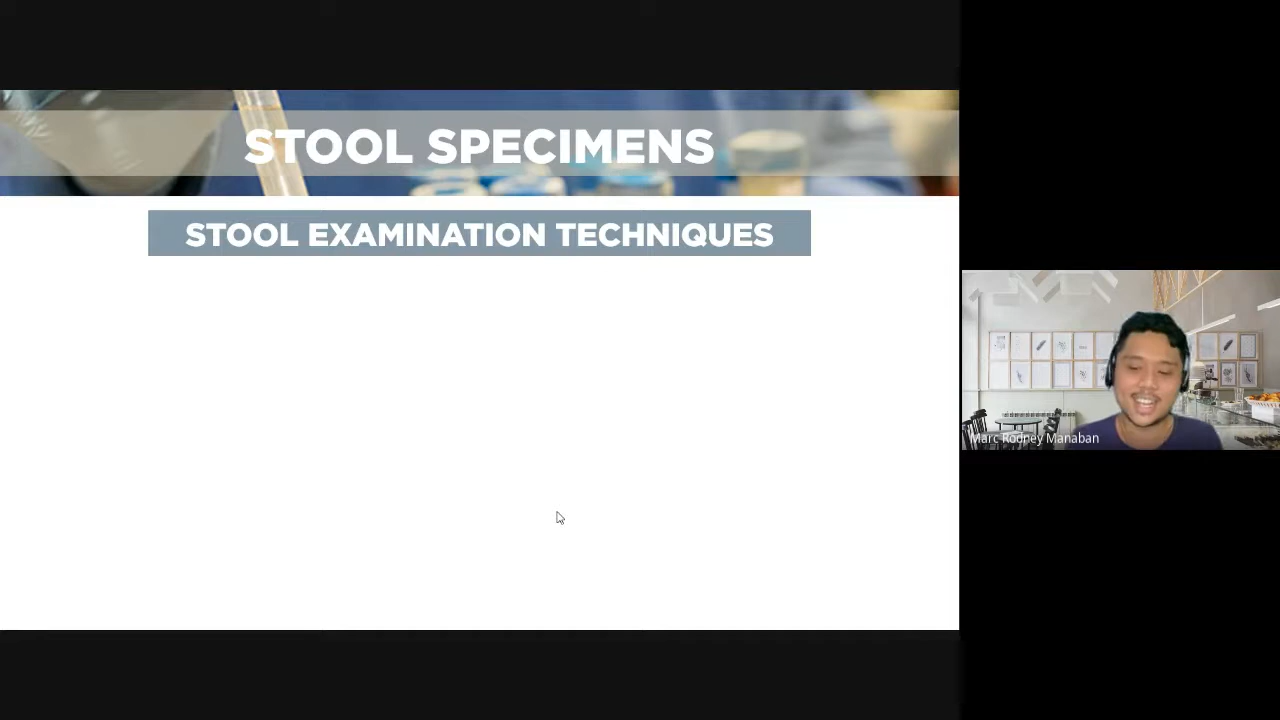 STOOL SPECIMENS
STOOL EXAMINATION TECHNIQUES
Marc Rodney Manaban